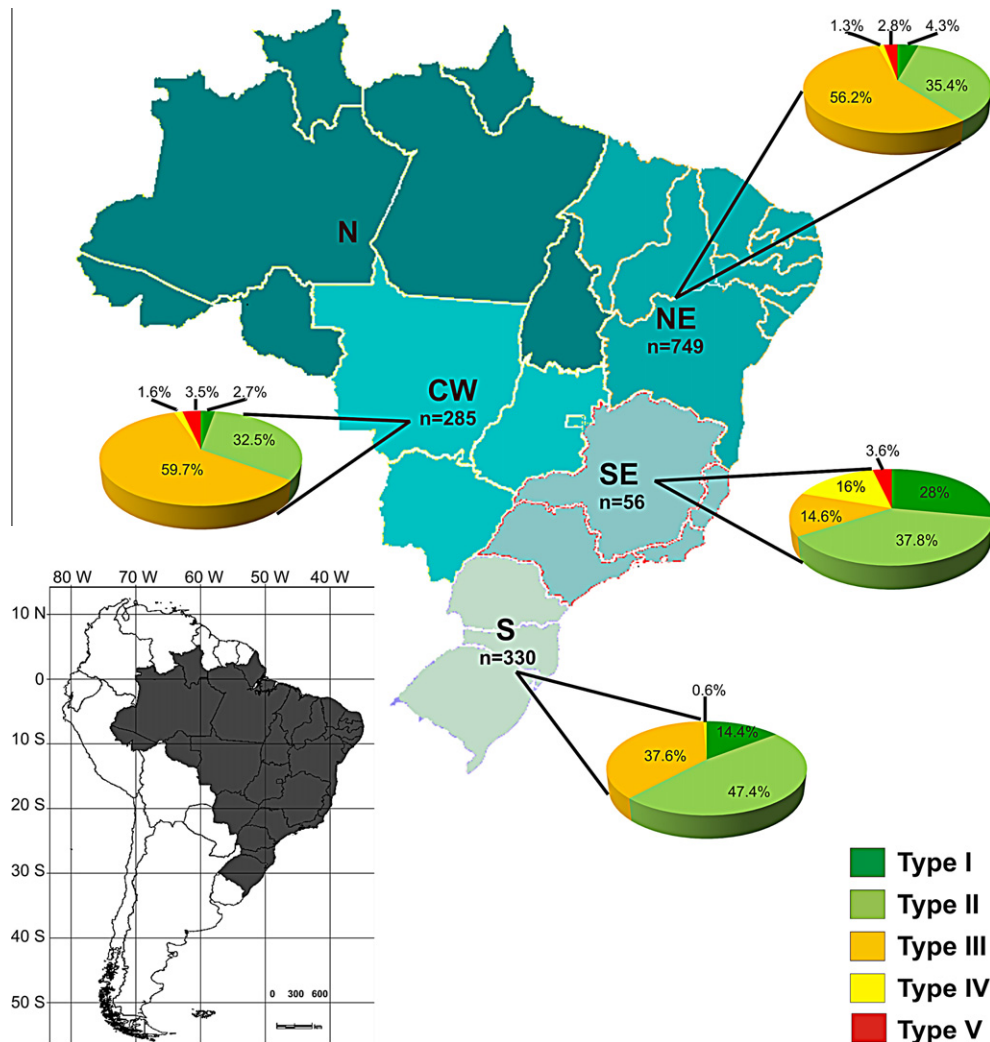 1.3% 2.8% 4.3%
35.4%
56.2%
N
NE
n=749
CW
n=285
1.6% 3.5% 2.7%
32.5%
59.7%
SE
n=56
3.6%
16% 28%
14.6%
37.8%
S
n=330
0.6%
14.4%
37.6%
47.4%
80 W 70 W 60 W 50 W 40 W
10 N
0
10 S
20 S
30 S
40 S
50 S
0 300 600
km
Type I
Type II
Type III
Type IV
Type V